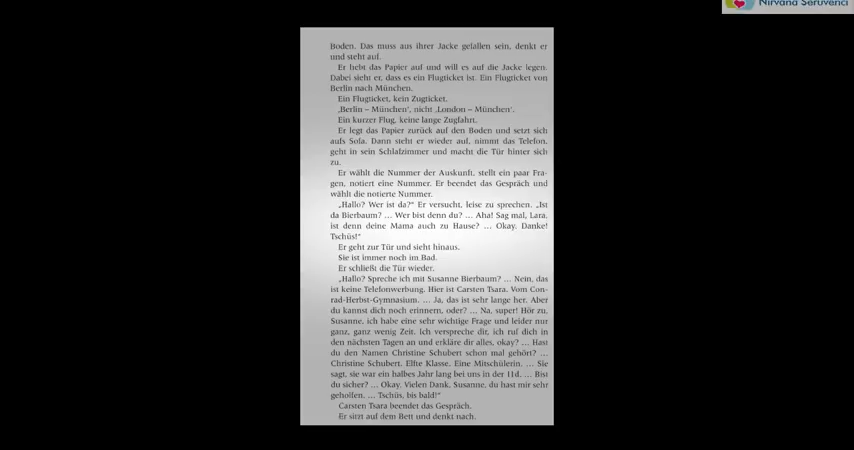 Nirvana Serüvenci
Boden. Das muss aus ihrer Jacke gefallen sein, denkt er
und steht auf.
Er hebt das Papier auf und will es auf die Jacke legen.
Dabei sieht er, dass es ein Flugticket ist. Ein Flugticket von
Berlin nach München.
Ein Flugticket, kein Zugticket.
‚Berlin – München‘, nicht ‚London – München‘.
Ein kurzer Flug, keine lange Zugfahrt.
Er legt das Papier zurück auf den Boden und setzt sich
aufs Sofa. Dann steht er wieder auf, nimmt das Telefon,
geht in sein Schlafzimmer und macht die Tür hinter sich
zu.
Er wählt die Nummer der Auskunft, stellt ein paar Fra-
gen, notiert eine Nummer. Er beendet das Gespräch und
wählt die notierte Nummer.
„Hallo? Wer ist da?“ Er versucht, leise zu sprechen. „Ist
da Bierbaum? … Wer bist denn du? … Aha! Sag mal, Lara,
ist denn deine Mama auch zu Hause? … Okay. Danke!
Tschüs!“
Er geht zur Tür und sieht hinaus.
Sie ist immer noch im Bad.
Er schließt die Tür wieder.
„Hallo? Spreche ich mit Susanne Bierbaum? … Nein, das
ist keine Telefonwerbung. Hier ist Carsten Tsara. Vom Con-
rad-Herbst-Gymnasium. … Ja, das ist sehr lange her. Aber
du kannst dich noch erinnern, oder? … Na, super! Hör zu,
Susanne, ich habe eine sehr wichtige Frage und leider nur
ganz, ganz wenig Zeit. Ich verspreche dir, ich ruf dich in
den nächsten Tagen an und erkläre dir alles, okay? … Hast
du den Namen Christine Schubert schon mal gehört? …
Christine Schubert. Elfte Klasse. Eine Mitschülerin. … Sie
sagt, sie war ein halbes Jahr lang bei uns in der 11d. … Bist
du sicher? … Okay. Vielen Dank, Susanne, du hast mir sehr
geholfen. … Tschüs, bis bald!“
Carsten Tsara beendet das Gespräch.
Er sitzt auf dem Bett und denkt nach.